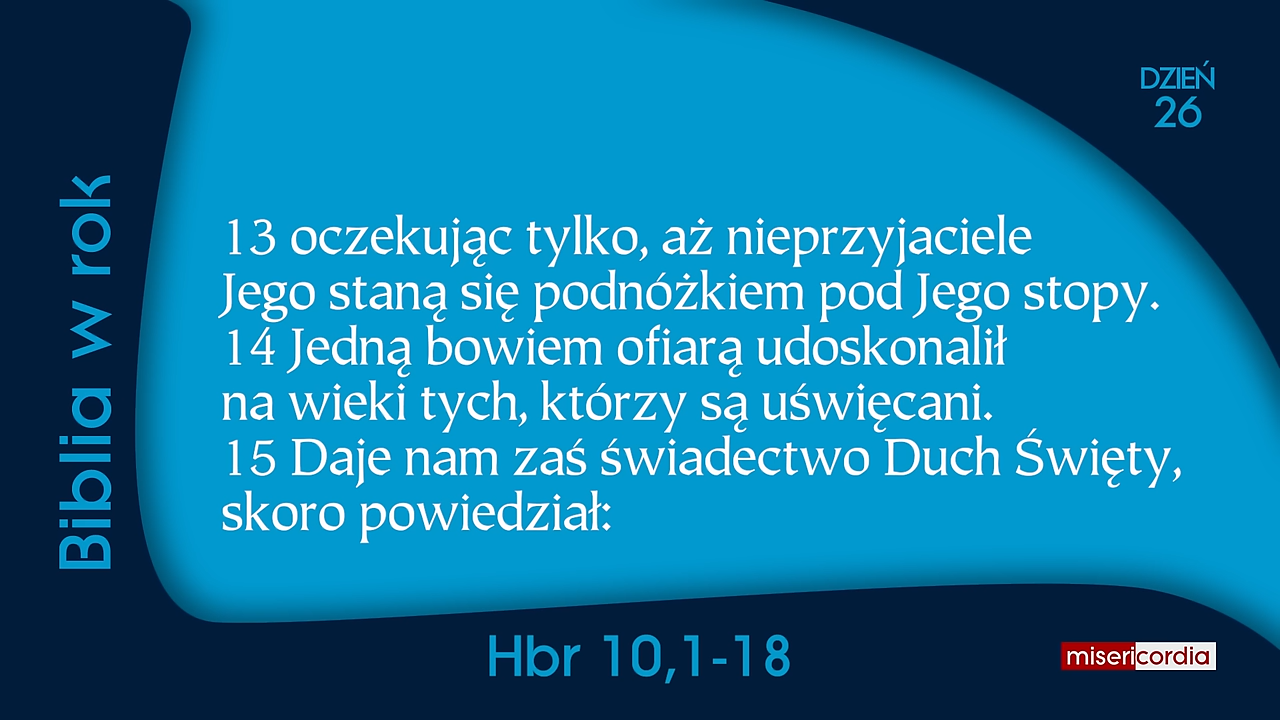 DZIEŃ
26
Biblia w rok
13 oczekując tylko, aż nieprzyjaciele
Jego staną się podnóżkiem pod Jego stopy.
14 Jedną bowiem ofiarą udoskonalił
na wieki tych, którzy są uświęcani.
15 Daje nam zaś świadectwo Duch Święty,
skoro powiedział:
Hbr 10,1-18
misericordia